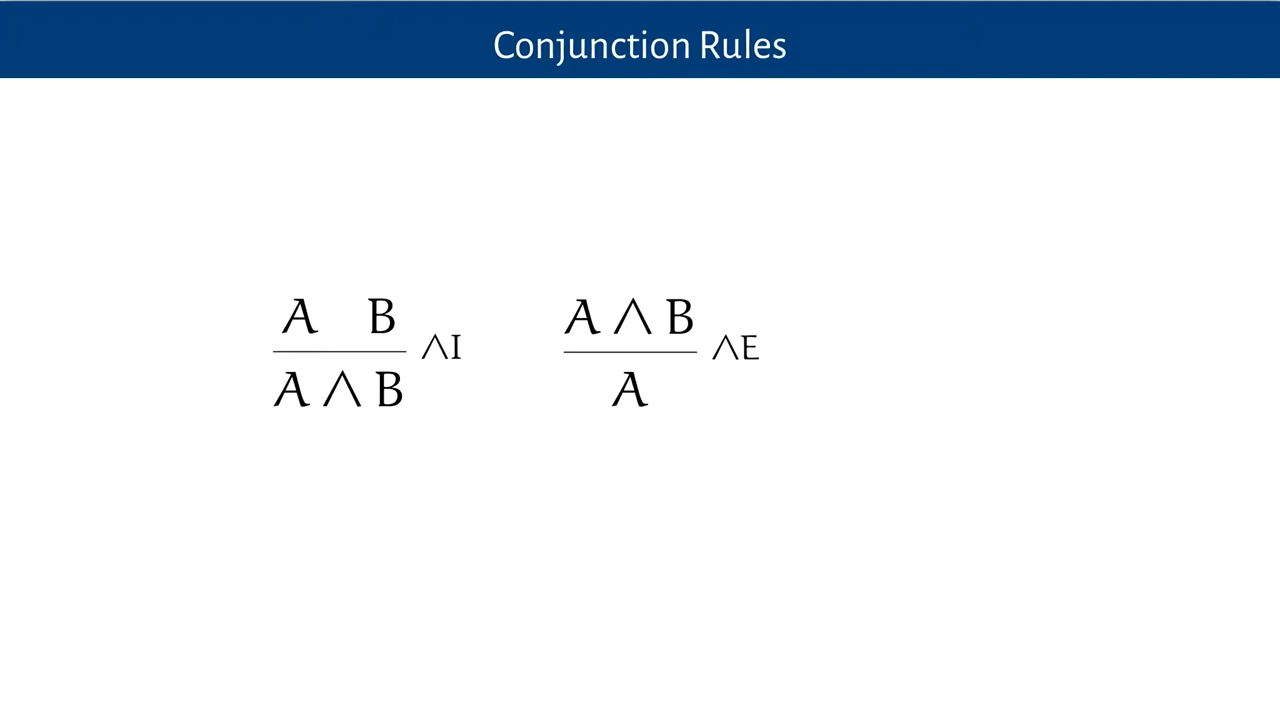 Conjunction Rules
A B
∧I
A ∧ B
A ∧ B
∧E
A